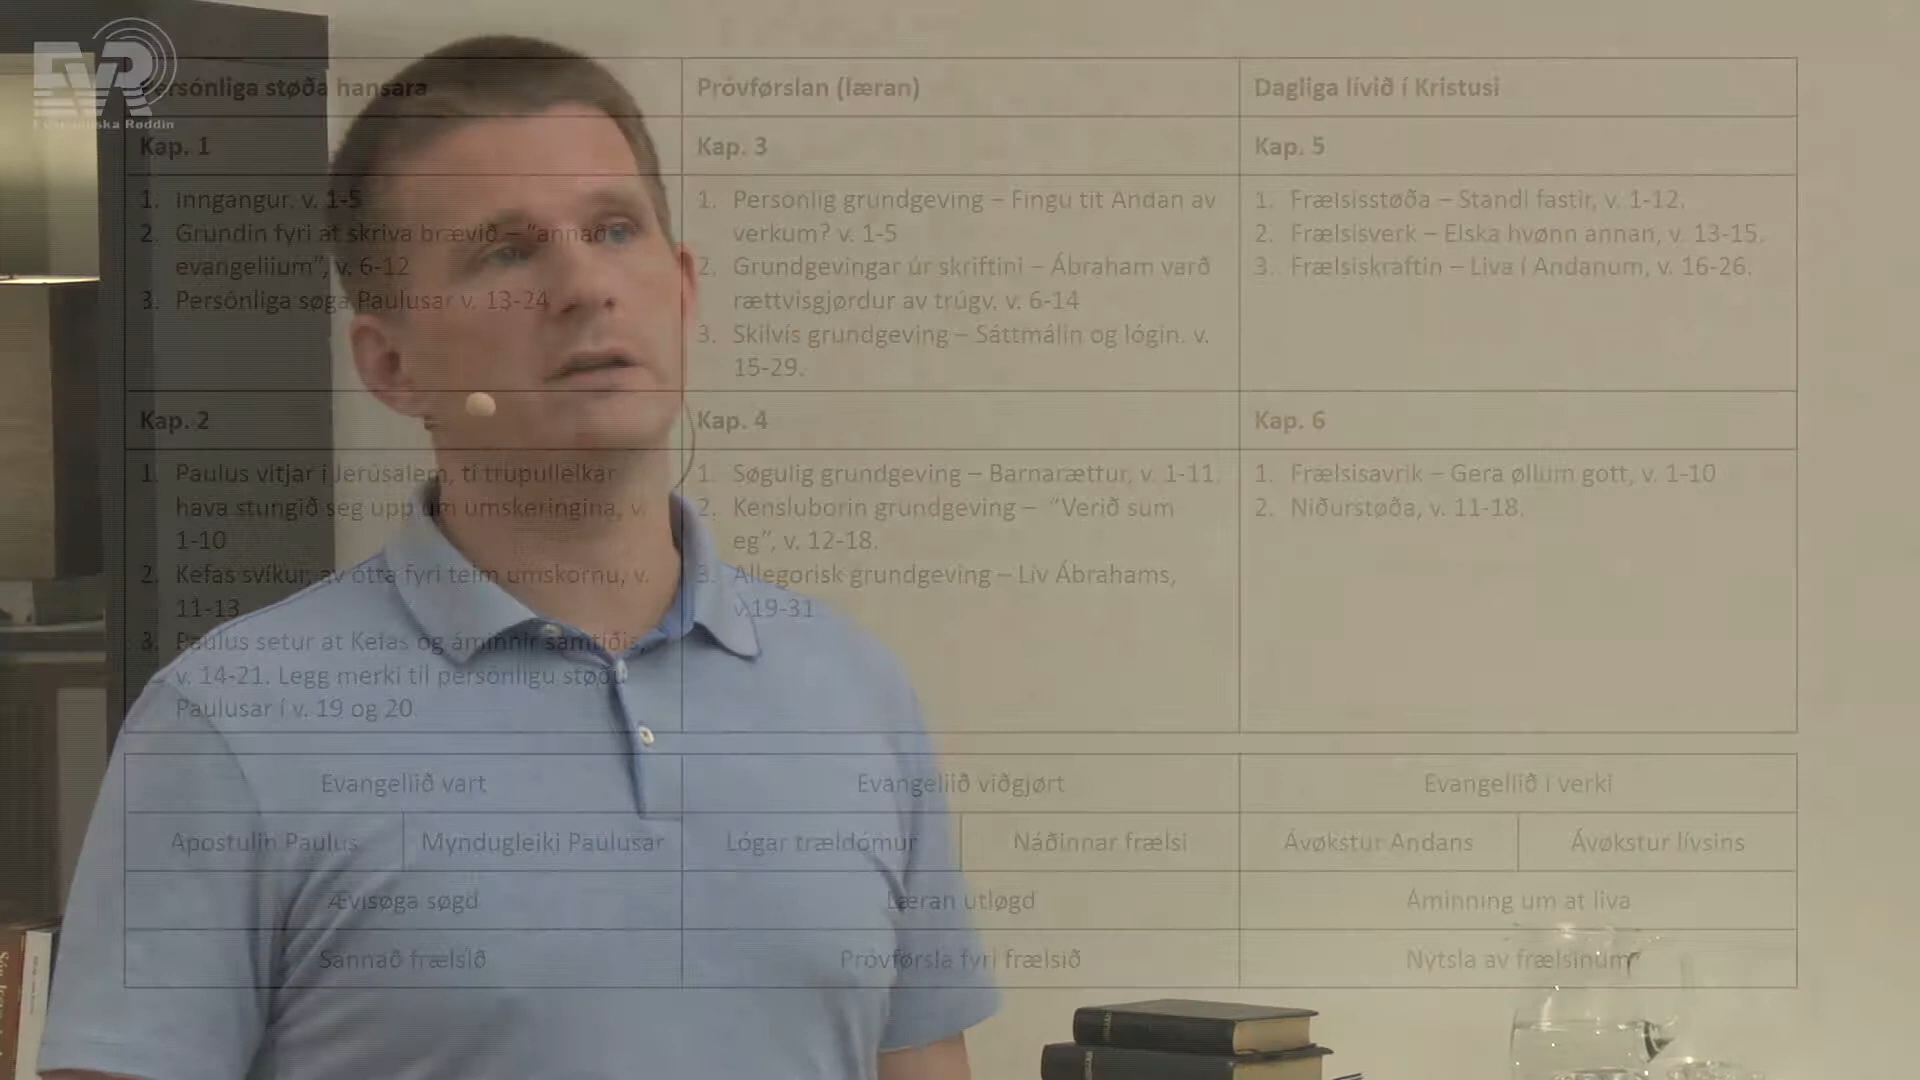 EVR
Evangeliska Røddin
Persónliga støða hansara
Próvførslan (læran)
Dagliga lívið í Kristusi
Kap. 1
Kap. 3
Kap. 5
1. Inngangur. v. 1-5
2. Grundin fyri at skriva brævið – "annað
evangeliium", v. 6-12
3. Persónliga søga Paulusar v. 13-24
1. Personlig grundgeving – Fingu tit Andan av
verkum? v. 1-5
2. Grundgevingar úr skriftini – Ábraham varð
rættvísgjørdur av trúgv. v. 6-14
3. Skilvís grundgeving – Sáttmálin og lógin. v.
15-29.
1. Frælsisstøða – Standi fastir, v. 1-12.
2. Frælsisverk – Elska hvønn annan, v. 13-15.
3. Frælsiskraftin – Liva í Andanum, v. 16-26.
Kap. 2
Kap. 4
Kap. 6
1. Paulus vitjar í Jerúsalem, tí trupulleikar
hava stungið seg upp um umskeringina, v.
1-10
2. Kefas svíkur, av ótta fyri teim umskornu, v.
11-13
3. Paulus setur at Kefas og áminnir samtíðis,
v. 14-21. Legg merki til persónligu støðu
Paulusar í v. 19 og 20.
1. Søgulig grundgeving – Barnarættur, v. 1-11.
2. Kensluborin grundgeving – "Verið sum
eg", v. 12-18.
3. Allegorisk grundgeving – Lív Ábrahams,
v.19-31
1. Frælsisavrik – Gera øllum gott, v. 1-10
2. Niðurstøða, v. 11-18.
Evangeliið vart
Evangeliið viðgjørt
Evangeliið í verki
Apostulin Paulus
Myndugleiki Paulusar
Lógar trældómur
Náðinnar frælsi
Ávøkstur Andans
Ávøkstur lívsins
Ævisøga søgd
Læran útløgd
Áminning um at liva
Sannað frælsið
Próvførsla fyri frælsið
Nýtsla av frælsinum